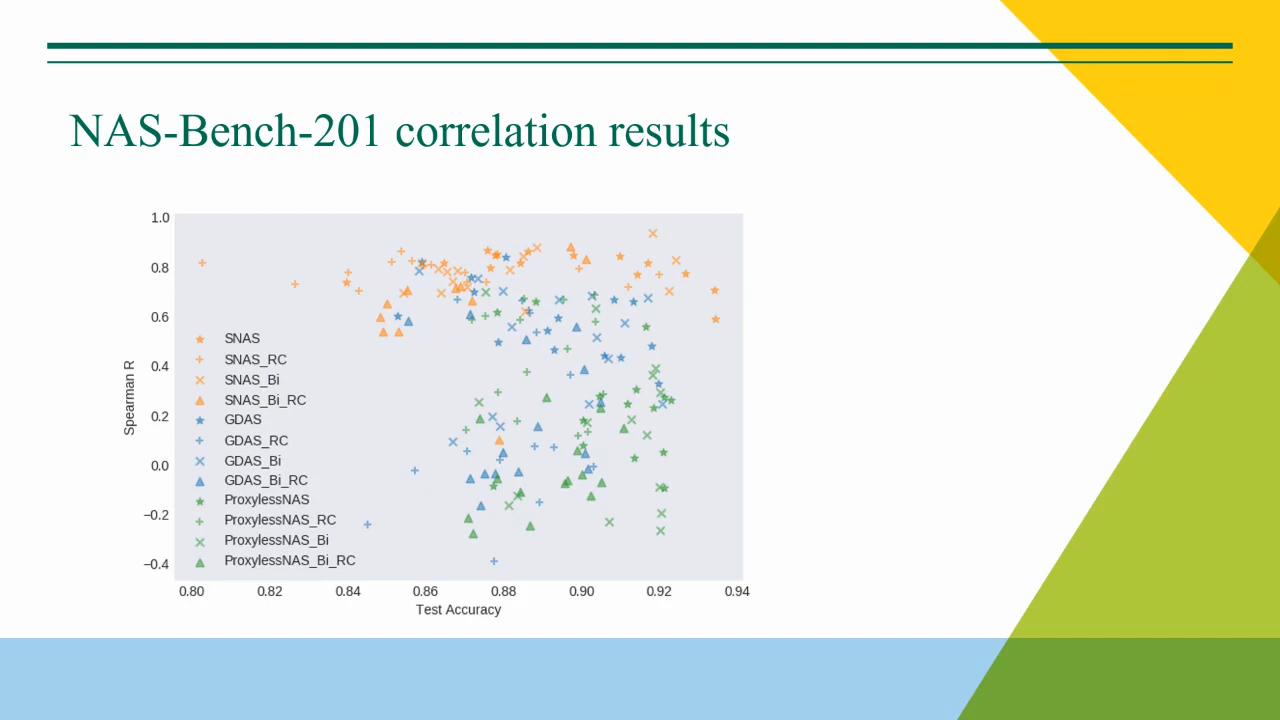 NAS-Bench-201 correlation results
1.0
0.8
0.6
0.4
0.2
0.0
−0.2
−0.4
Spearman R
SNAS
SNAS_RC
SNAS_Bi
SNAS_Bi_RC
GDAS
GDAS_RC
GDAS_Bi
GDAS_Bi_RC
ProxylessNAS
ProxylessNAS_RC
ProxylessNAS_Bi
ProxylessNAS_Bi_RC
0.80 0.82 0.84 0.86 0.88 0.90 0.92 0.94
Test Accuracy